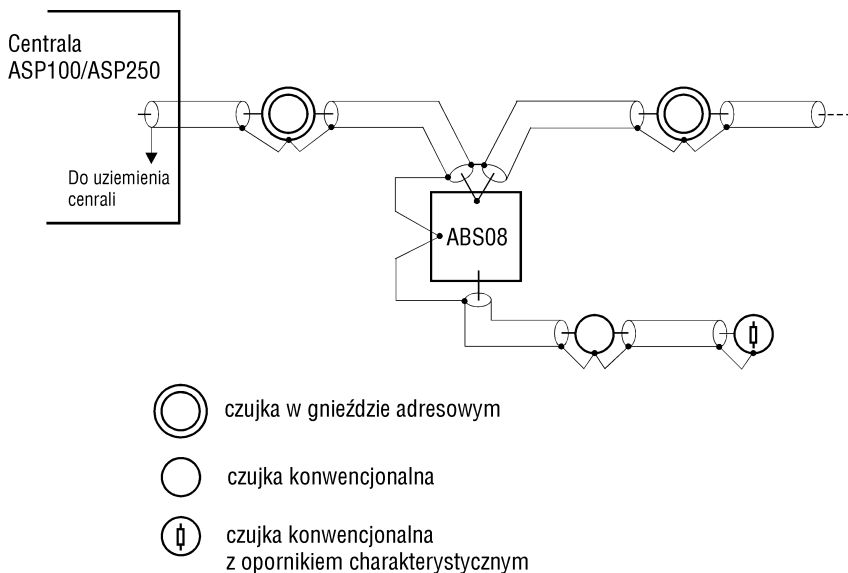 Centrala
ASP100/ASP250
Do uziemienia
cenrali
ABS08
czujka w gnieździe adresowym
czujka konwencjonalna
czujka konwencjonalna
z opornikiem charakterystycznym